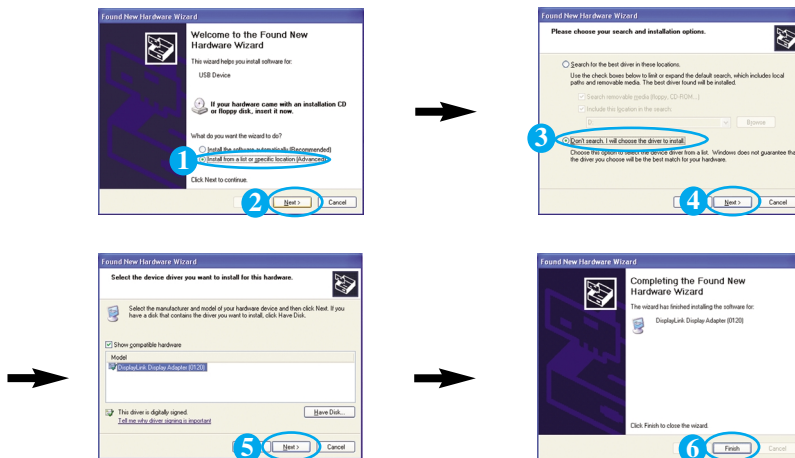 Found New Hardware Wizard
Welcome to the Found New
Hardware Wizard
This wizard helps you install software for:
USB Device
If your hardware came with an installation CD
or floppy disk, insert it now.
What do you want the wizard to do?
Install the software automatically (Recommended)
1
Install from a list or specific location (Advanced)
Click Next to continue.
2
Next >
Cancel
Found New Hardware Wizard
Please choose your search and installation options.
Search for the best driver in these locations.
Use the check boxes below to limit or expand the default search, which includes local
paths and removable media. The best driver found will be installed.
Search removable media (floppy, CD-ROM...)
Include this location in the search:
D:
Browse
3
Don't search. I will choose the driver to install.
Choose this option to select the device driver from a list. Windows does not guarantee tha
the driver you choose will be the best match for your hardware.
4
Next >
Cancel
Found New Hardware Wizard
Select the device driver you want to install for this hardware.
Select the manufacturer and model of your hardware device and then click Next. If you
have a disk that contains the driver you want to install, click Have Disk.
Show compatible hardware
Model
DisplayLink Display Adapter (0120)
This driver is digitally signed.
Have Disk...
Tell me why driver signing is important
5
Next >
Cancel
Found New Hardware Wizard
Completing the Found New
Hardware Wizard
The wizard has finished installing the software for:
DisplayLink Display Adapter (0120)
Click Finish to close the wizard.
6
Finish
Cancel